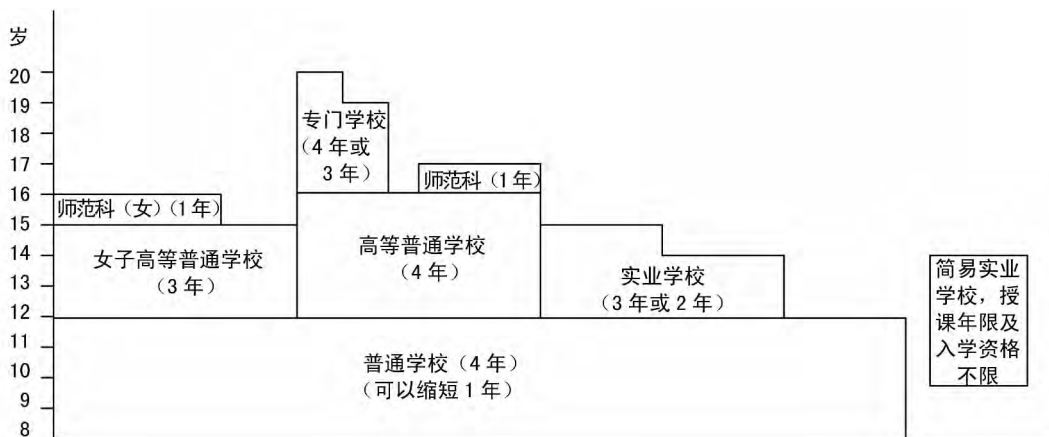 岁
20
19
18
17
16
15
14
13
12
11
10
9
8
专门学校
（4年或
3年）
师范科（1年）
师范科（女）（1年）
女子高等普通学校
（3年）
高等普通学校
（4年）
实业学校
（3年或2年）
普通学校（4年）
（可以缩短1年）
简易实业
学校，授
课年限及
入学资格
不限